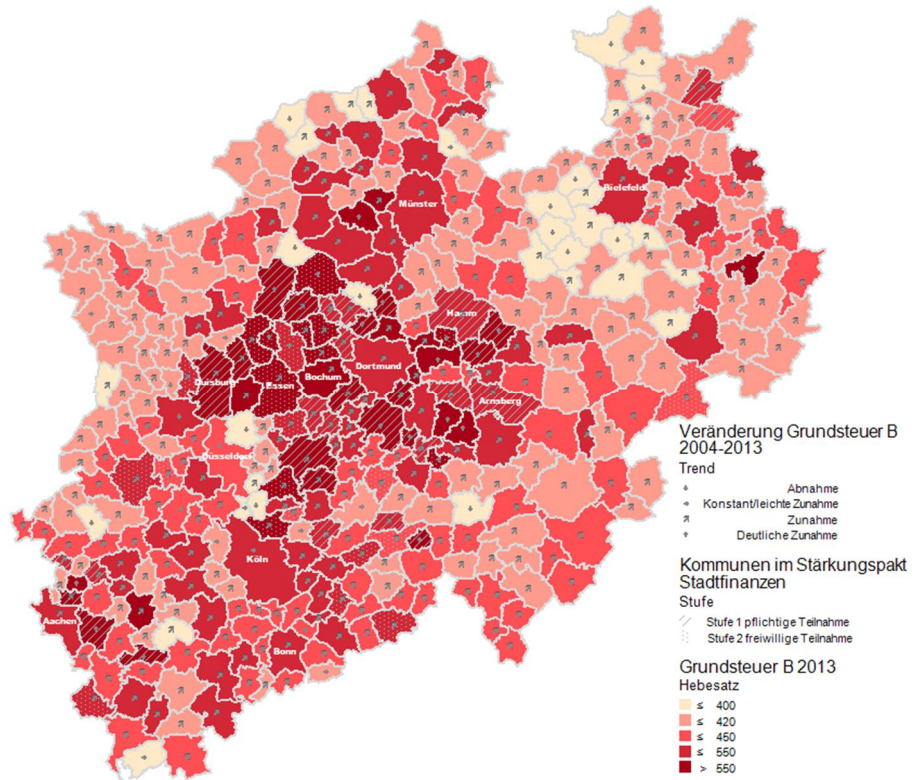 Bielefeld
Münster
Hamm
Dortmund
Bochum
Essen
Duisburg
Arnsberg
Düsseldorf
Köln
Aachen
Bonn
Veränderung Grundsteuer B
2004-2013
Trend
Abnahme
Konstant/leichte Zunahme
Zunahme
Deutliche Zunahme
Kommunen im Stärkungspakt
Stadtfinanzen
Stufe
Stufe 1 pflichtige Teilnahme
Stufe 2 freiwillige Teilnahme
Grundsteuer B 2013
Hebesatz
≤ 400
≤ 420
≤ 450
≤ 550
> 550